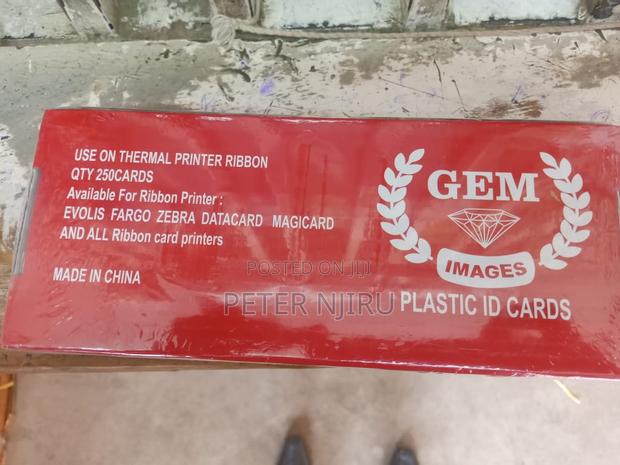 USE ON THERMAL PRINTER RIBBON
QTY 250CARDS
Available For Ribbon Printer :
EVOLIS FARGO ZEBRA DATACARD MAGICARD
AND ALL Ribbon card printers
MADE IN CHINA
GEM
IMAGES
PLASTIC ID CARDS
POSTED ON JIJI
PETER NJIRU